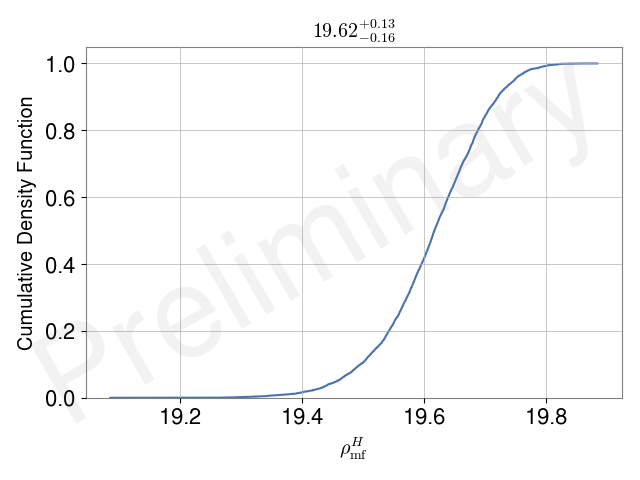 19.62^{+0.13}_{-0.16}
Cumulative Density Function
1.0
0.8
0.6
0.4
0.2
0.0
19.2 19.4 19.6 19.8
ρ^H_mf
Preliminary